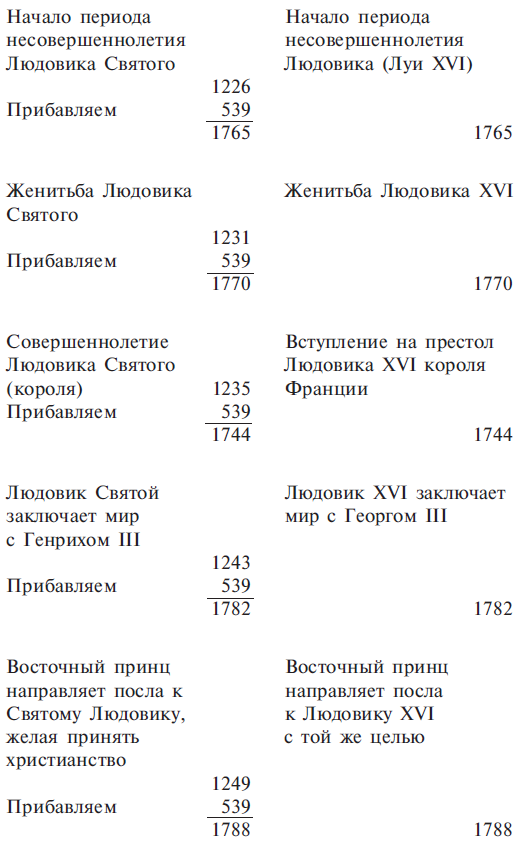 Начало периода
несовершеннолетия
Людовика Святого
1226
Прибавляем 539
1765
Начало периода
несовершеннолетия
Людовика (Луи XVI)
1765
Женитьба Людовика
Святого
1231
Прибавляем 539
1770
Женитьба Людовика XVI
1770
Совершеннолетие
Людовика Святого
(короля) 1235
Прибавляем 539
1744
Вступление на престол
Людовика XVI короля
Франции
1744
Людовик Святой
заключает мир
с Генрихом III
1243
Прибавляем 539
1782
Людовик XVI заключает
мир с Георгом III
1782
Восточный принц
направляет посла к
Святому Людовику,
желая принять
христианство
1249
Прибавляем 539
1788
Восточный принц
направляет посла
к Людовику XVI
с той же целью
1788